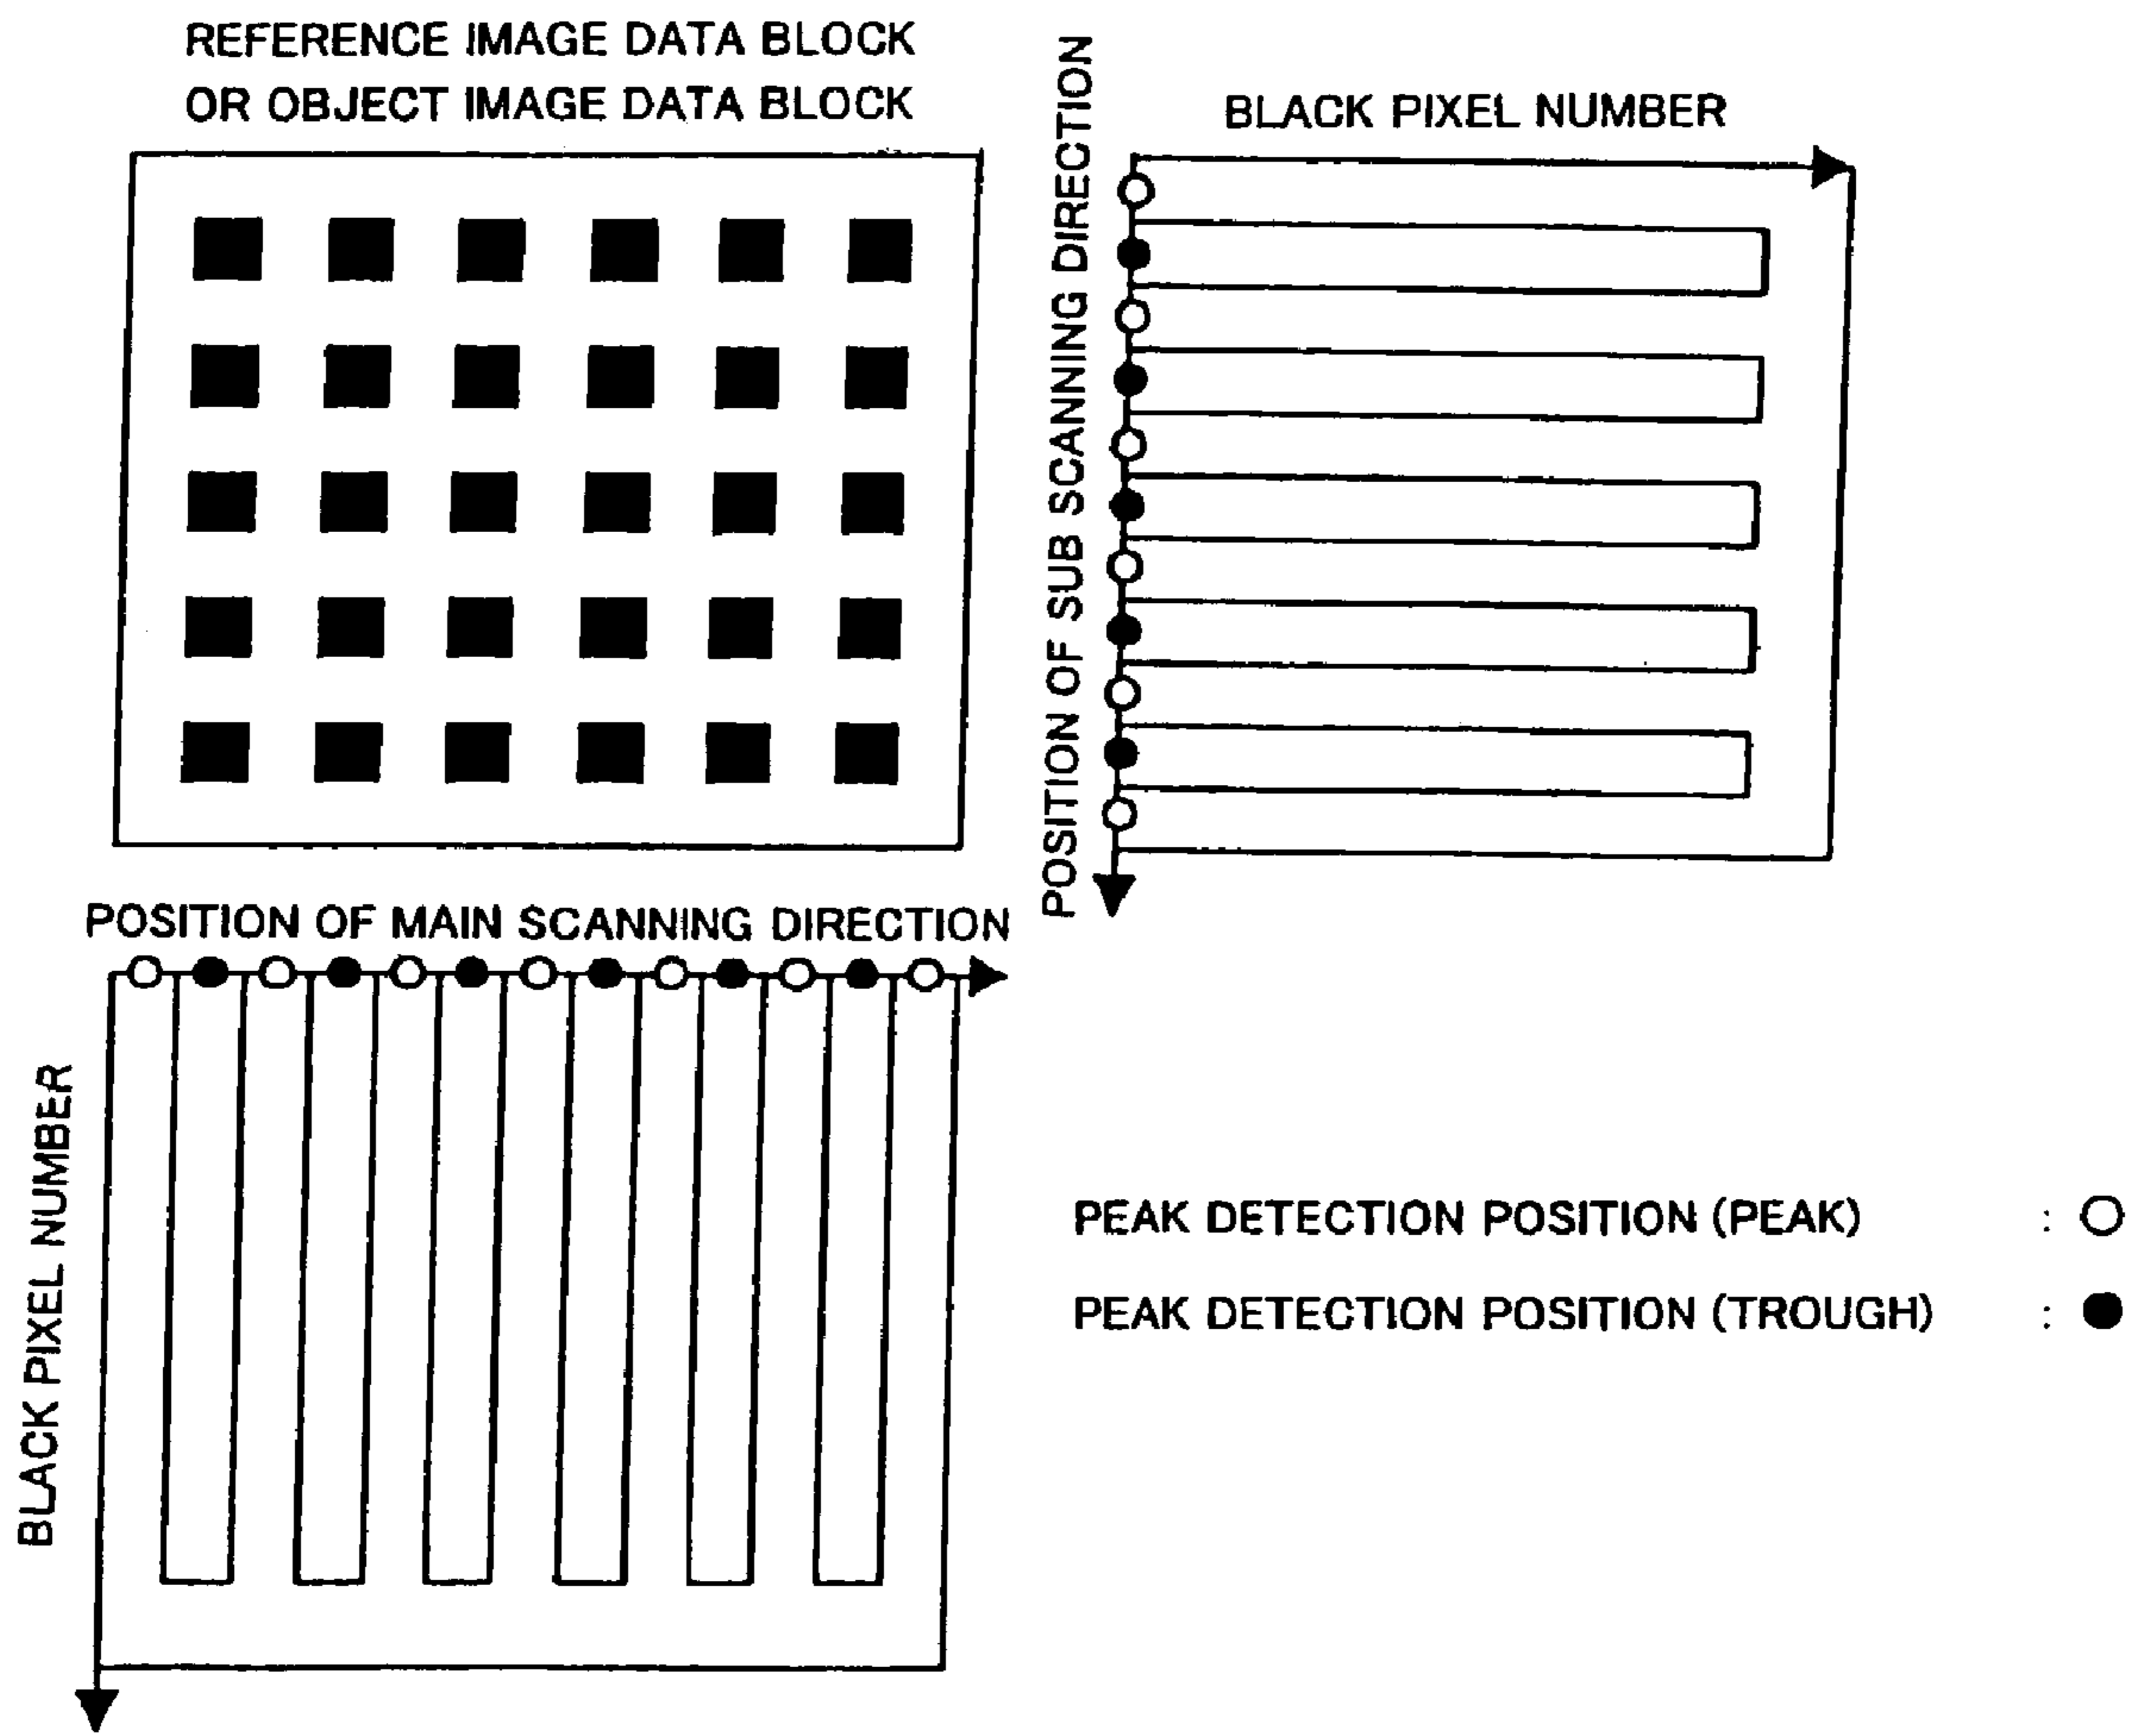 REFERENCE IMAGE DATA BLOCK
OR OBJECT IMAGE DATA BLOCK
POSITION OF SUB SCANNING DIRECTION
BLACK PIXEL NUMBER
POSITION OF MAIN SCANNING DIRECTION
BLACK PIXEL NUMBER
PEAK DETECTION POSITION (PEAK) :
PEAK DETECTION POSITION (TROUGH) :